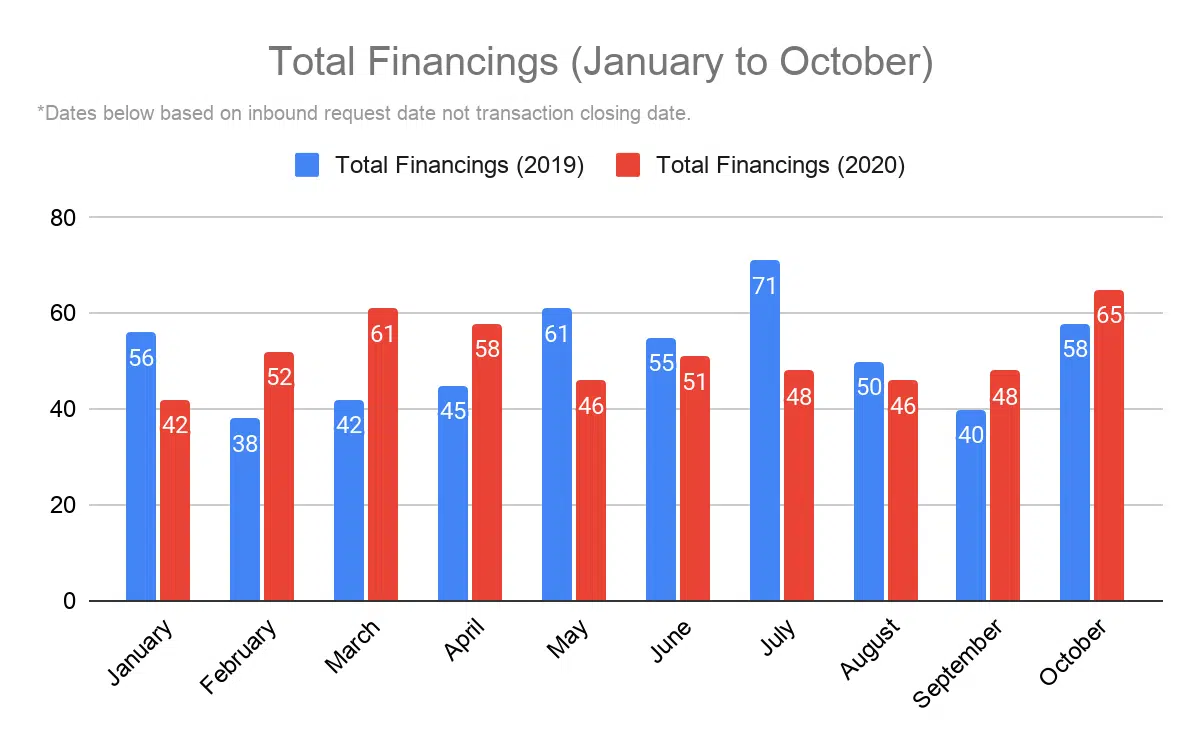 Total Financings (January to October)
*Dates below based on inbound request date not transaction closing date.
Total Financings (2019) Total Financings (2020)
80
60
40
20
0
56 42 38 52 42 61 45 58 61 46 55 51 71 48 50 46 40 48 58 65
January February March April May June July August September October